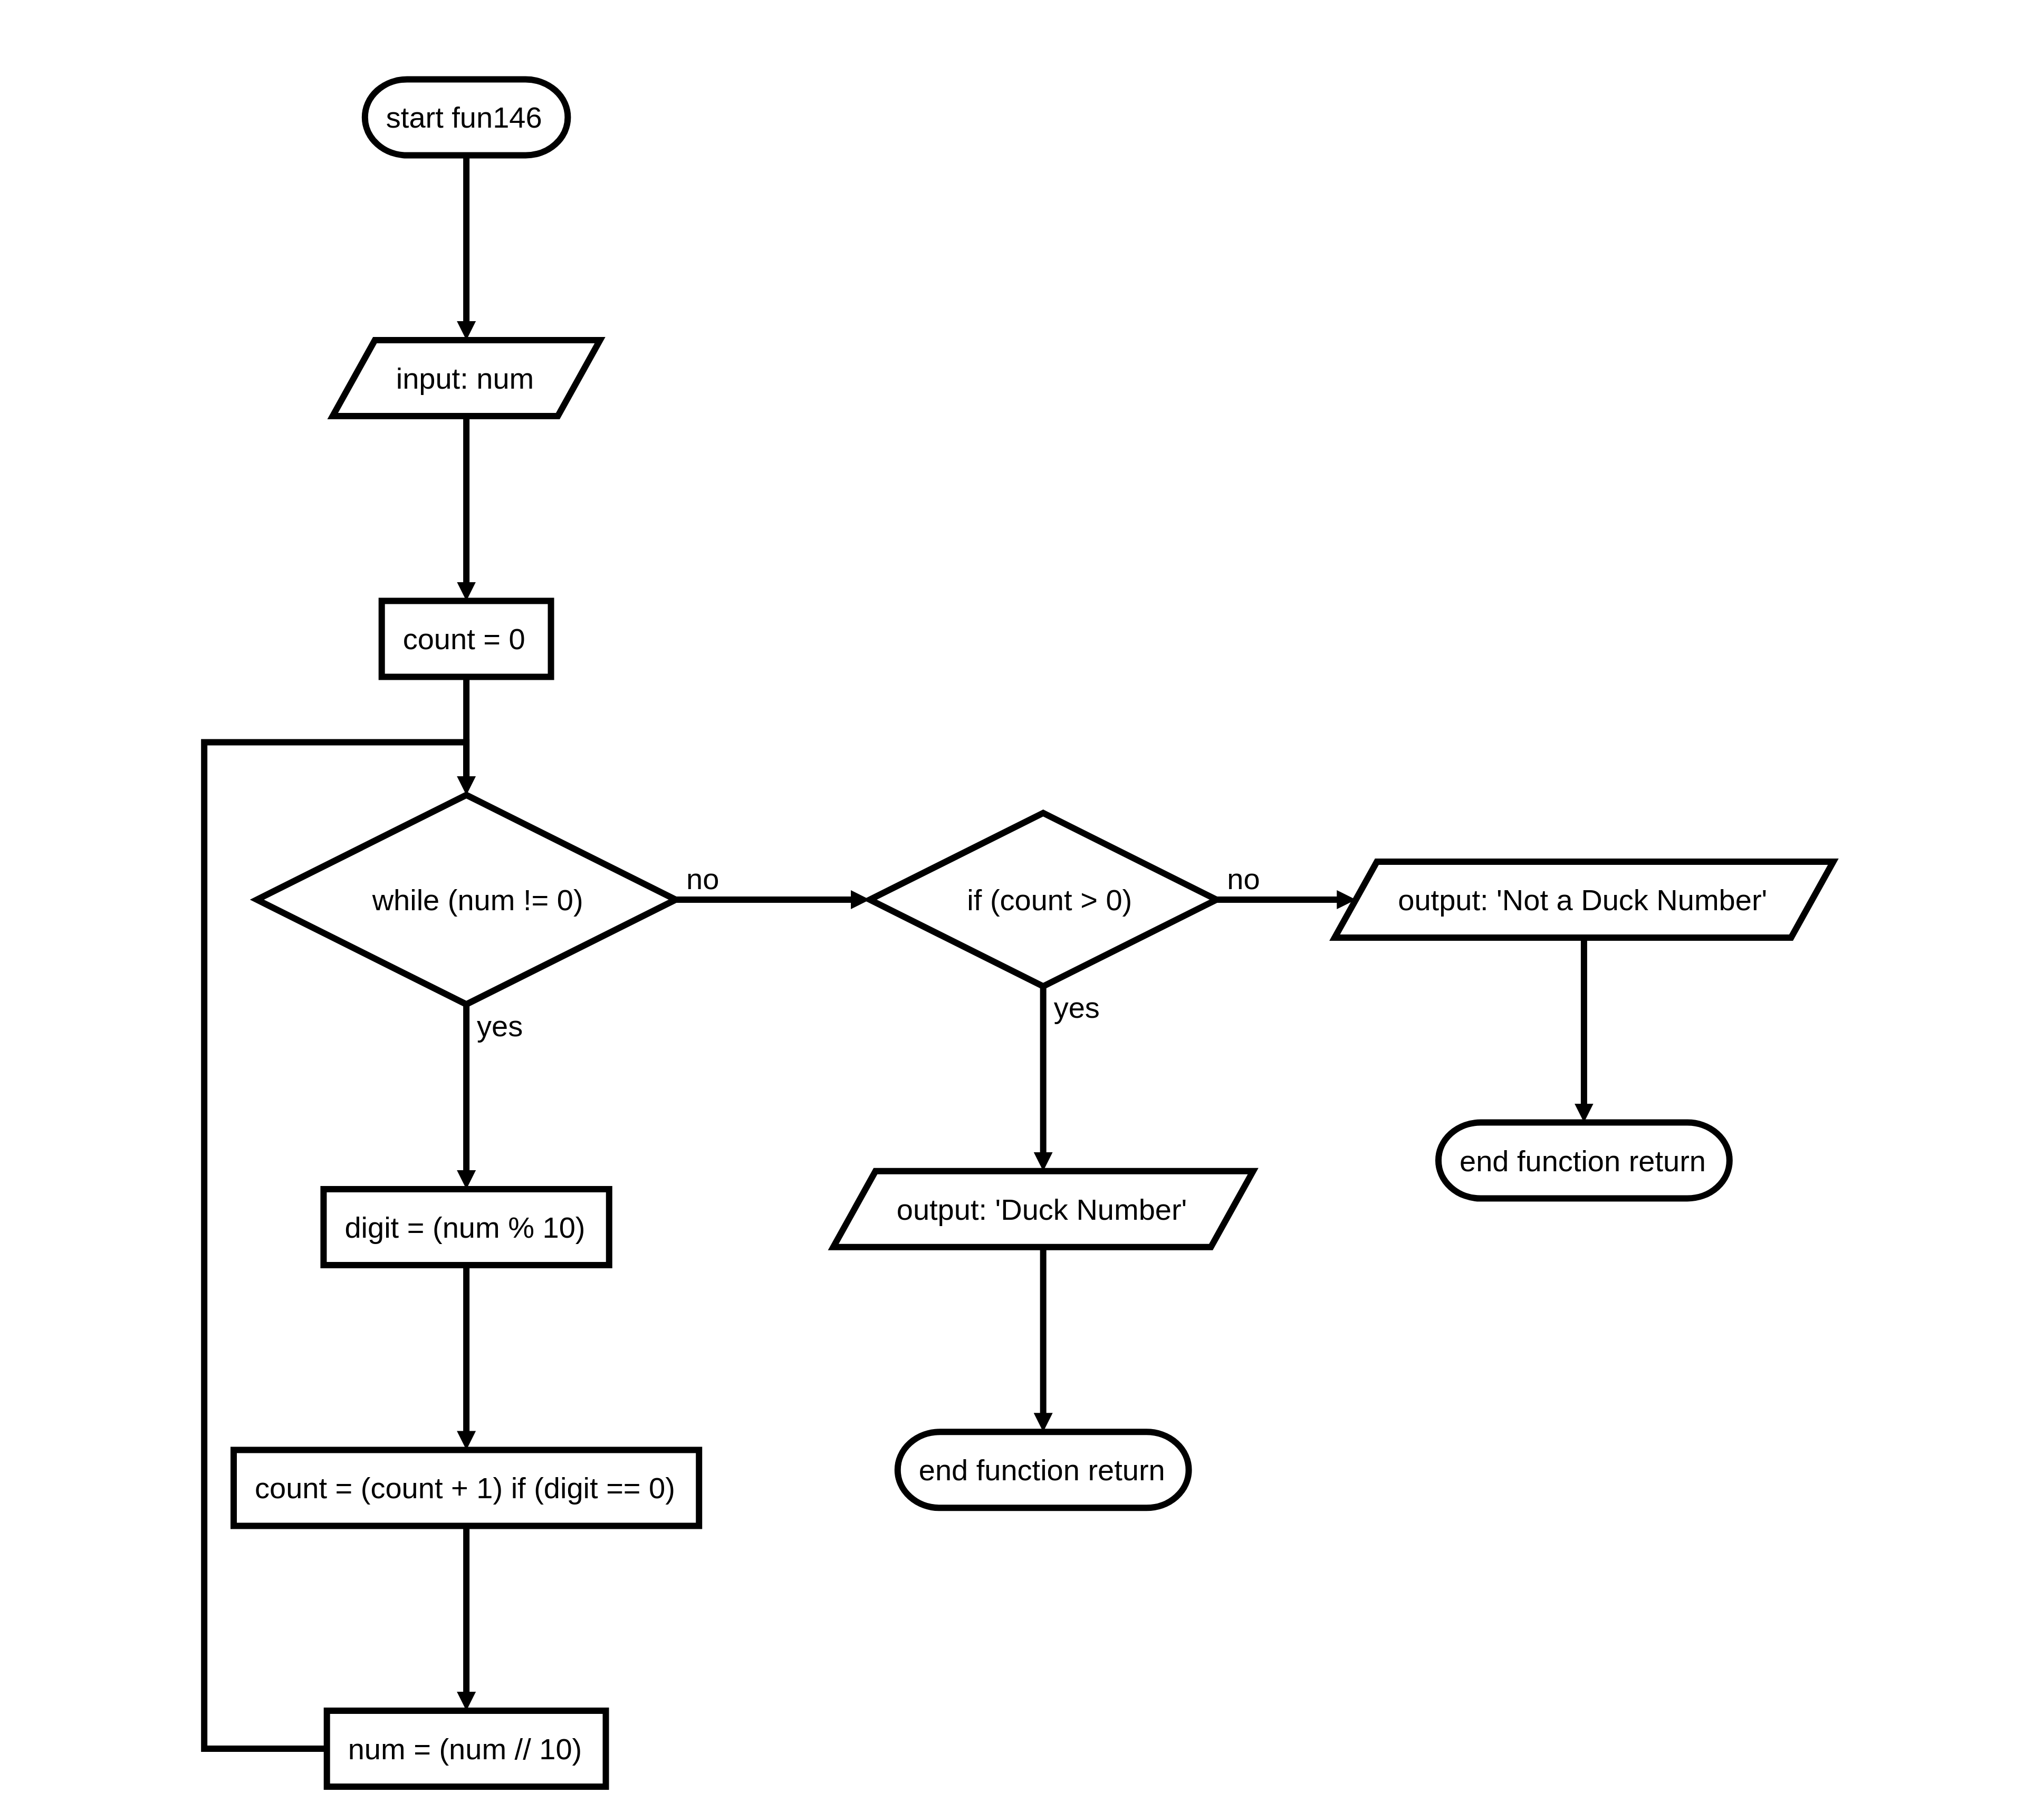 start fun146
input: num
count = 0
while (num != 0)
no
yes
digit = (num % 10)
count = (count + 1) if (digit == 0)
num = (num // 10)
if (count > 0)
no
yes
output: 'Duck Number'
end function return
output: 'Not a Duck Number'
end function return